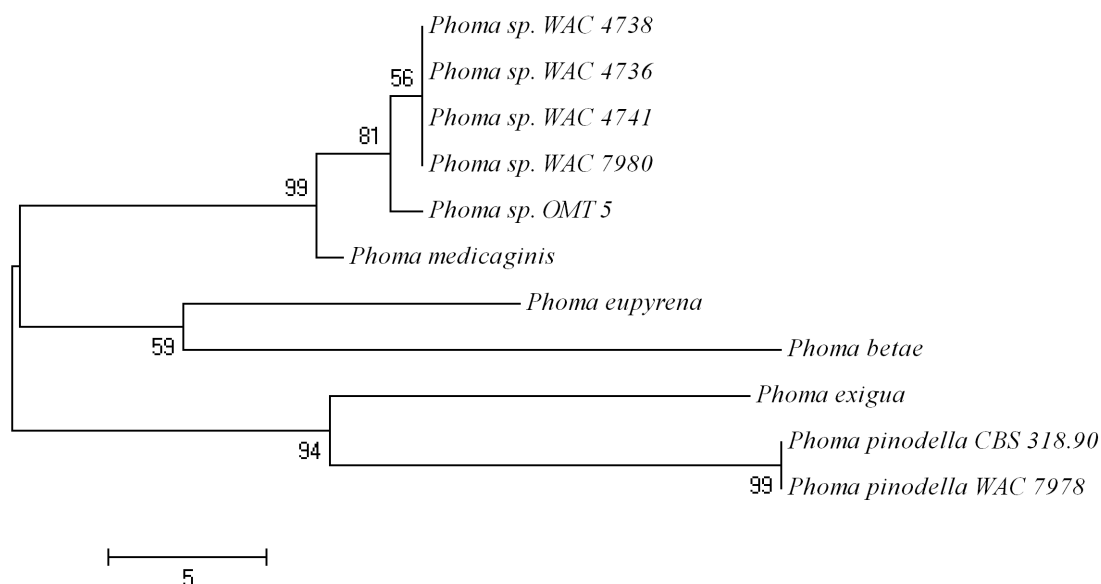 Phoma sp. WAC 4738
Phoma sp. WAC 4736
56
Phoma sp. WAC 4741
81
Phoma sp. WAC 7980
99
Phoma sp. OMT 5
Phoma medicaginis
Phoma eupyrena
59
Phoma betae
Phoma exigua
94
Phoma pinodella CBS 318.90
99
Phoma pinodella WAC 7978
5